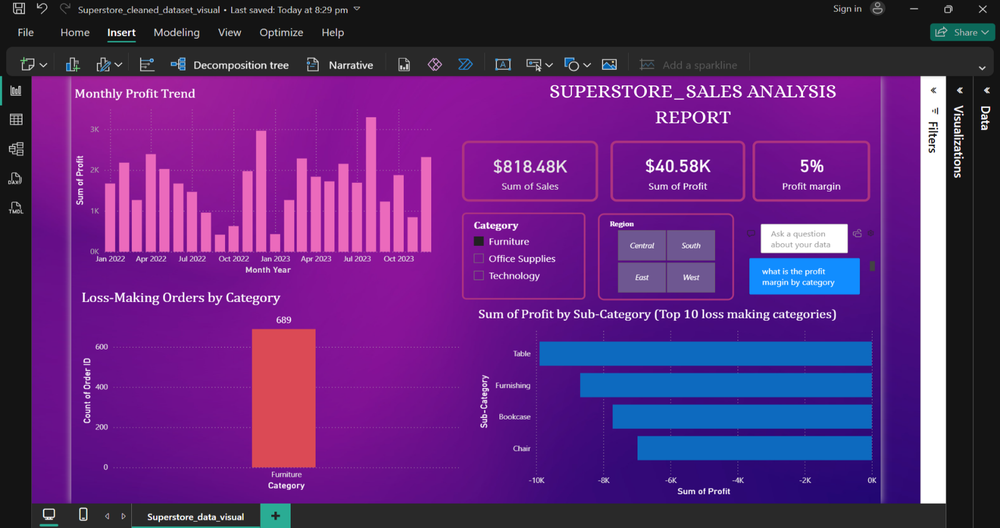 Superstore_cleaned_dataset_visual • Last saved: Today at 8:29 pm
Sign in
File Home Insert Modeling View Optimize Help
Share
Decomposition tree
Narrative
Add a sparkline
DAX
TMDL
Monthly Profit Trend
Sum of Profit
3K
2K
1K
0K
Jan 2022 Apr 2022 Jul 2022 Oct 2022 Jan 2023 Apr 2023 Jul 2023 Oct 2023
Month Year
SUPERSTORE_SALES ANALYSIS
REPORT
$818.48K
Sum of Sales
$40.58K
Sum of Profit
5%
Profit margin
Category
Furniture
Office Supplies
Technology
Region
Central South
East West
Ask a question
about your data
what is the profit
margin by category
Loss-Making Orders by Category
Count of Order ID
689
600
400
200
0
Furniture
Category
Sum of Profit by Sub-Category (Top 10 loss making categories)
Sub-Category
Table
Furnishing
Bookcase
Chair
-10K -8K -6K -4K -2K 0K
Sum of Profit
Filters
Visualizations
Data
Superstore_data_visual